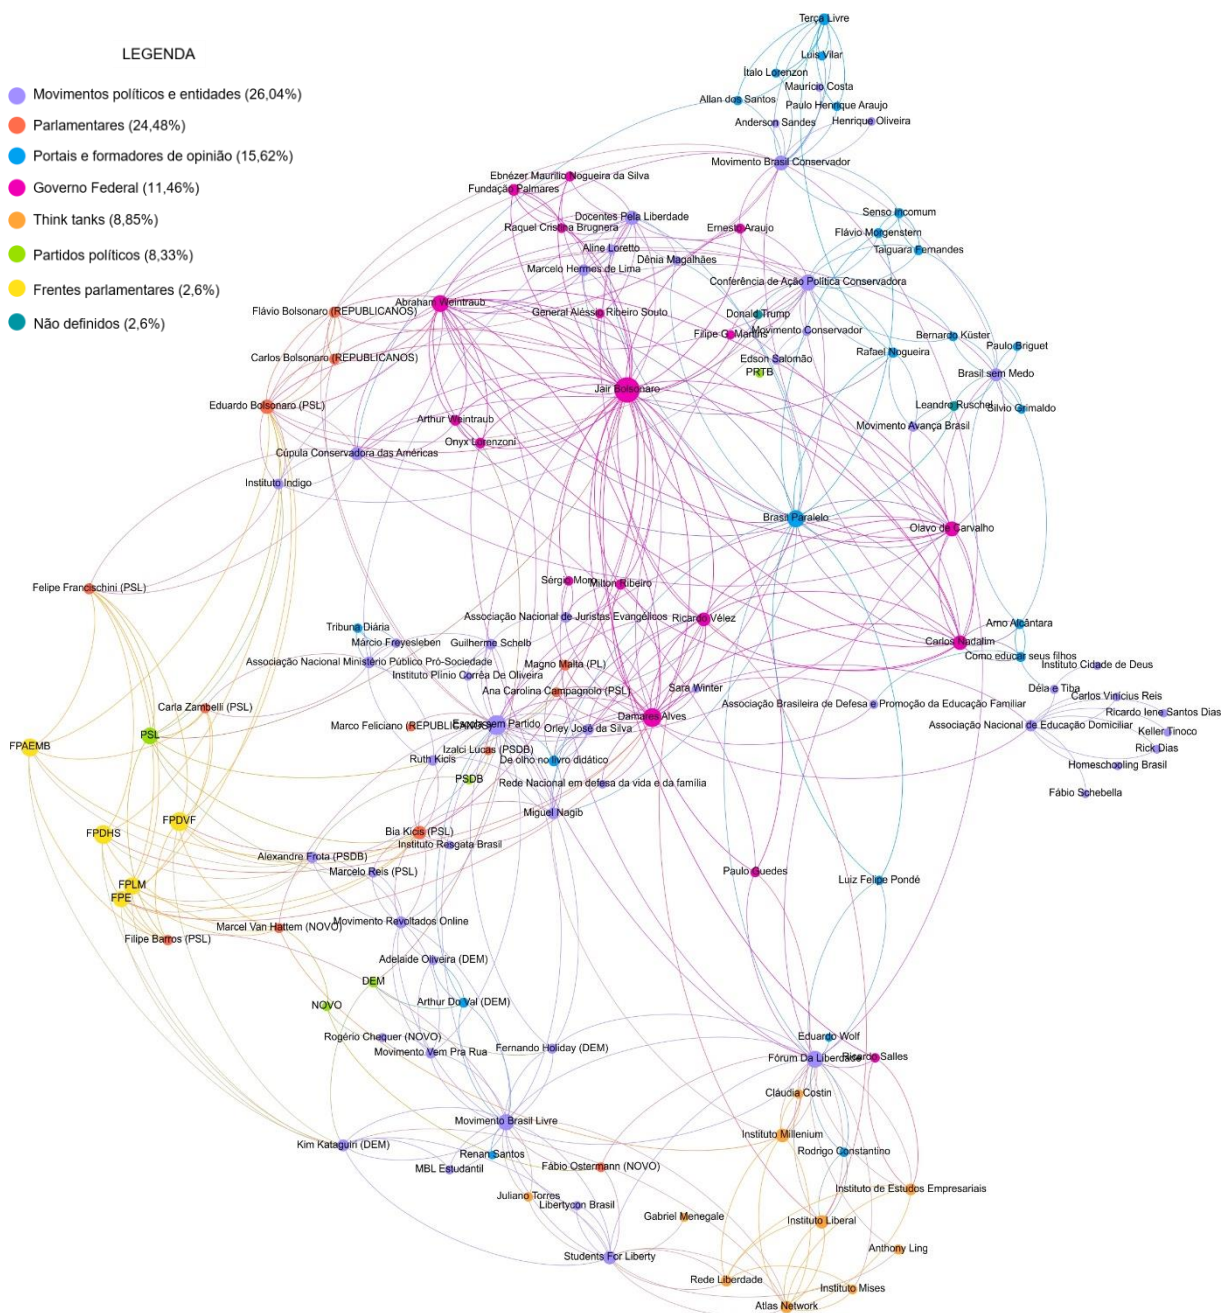 LEGENDA
Movimentos políticos e entidades (26,04%)
Parlamentares (24,48%)
Portais e formadores de opinião (15,62%)
Governo Federal (11,46%)
Think tanks (8,85%)
Partidos políticos (8,33%)
Frentes parlamentares (2,6%)
Não definidos (2,6%)
Terça Livre
Luis Vilar
Ítalo Lorenzon
Maurício Costa
Allan dos Santos
Paulo Henrique Araujo
Anderson Sandes
Henrique Oliveira
Movimento Brasil Conservador
Ebnézer Maurílio Nogueira da Silva
Fundação Palmares
Docentes Pela Liberdade
Raquel Cristina Brugnera
Ernesto Araujo
Senso Incomum
Flávio Morgenstern
Taiguara Fernandes
Aline Loretto
Dênia Magalhães
Marcelo Hermes de Lima
Conferência de Ação Política Conservadora
Abraham Weintraub
Flávio Bolsonaro (REPUBLICANOS)
General Aléssio Ribeiro Souto
Donald Trump
Filipe G. Martins
Movimento Conservador
Bernardo Küster
Paulo Briguet
Carlos Bolsonaro (REPUBLICANOS)
Edson Salomão
Rafael Nogueira
PRTB
Brasil sem Medo
Jair Bolsonaro
Eduardo Bolsonaro (PSL)
Leandro Ruschel
Silvio Grimaldo
Arthur Weintraub
Movimento Avança Brasil
Onyx Lorenzoni
Cúpula Conservadora das Américas
Instituto Indigo
Brasil Paralelo
Olavo de Carvalho
Felipe Francischini (PSL)
Sérgio Moro
Milton Ribeiro
Associação Nacional de Juristas Evangélicos
Ricardo Vélez
Arno Alcântara
Tribuna Diária
Márcio Freyesleben
Guilherme Schelb
Carlos Nadalim
Como educar seus filhos
Associação Nacional Ministério Público Pró-Sociedade
Magno Malta (PL)
Instituto Cidade de Deus
Instituto Plínio Corrêa De Oliveira
Ana Carolina Campagnolo (PSL)
Sara Winter
Déia e Tiba
Carlos Vinícius Reis
Associação Brasileira de Defesa e Promoção da Educação Familiar
Carla Zambelli (PSL)
Ricardo Iene Santos Dias
Damares Alves
Marco Feliciano (REPUBLICANOS)
Escola sem Partido
Orley José da Silva
Associação Nacional de Educação Domiciliar
Keller Tinoco
PSL
FPAEMB
Izalci Lucas (PSDB)
Rick Dias
Ruth Kicis
De olho no livro didático
Homeschooling Brasil
PSDB
Rede Nacional em defesa da vida e da família
Fábio Schebella
Miguel Nagib
FPDVF
FPDHS
Bia Kicis (PSL)
Instituto Resgata Brasil
Alexandre Frota (PSDB)
Marcelo Reis (PSL)
Paulo Guedes
Luiz Felipe Pondé
FPLM
FPE
Movimento Revoltados Online
Marcel Van Hattem (NOVO)
Filipe Barros (PSL)
Adelaide Oliveira (DEM)
DEM
NOVO
Arthur Do Val (DEM)
Rogério Chequer (NOVO)
Eduardo Wolf
Movimento Vem Pra Rua
Fernando Holiday (DEM)
Fórum Da Liberdade
Ricardo Salles
Cláudia Costin
Movimento Brasil Livre
Instituto Millenium
Kim Kataguiri (DEM)
Renan Santos
Rodrigo Constantino
MBL Estudantil
Fábio Ostermann (NOVO)
Instituto de Estudos Empresariais
Juliano Torres
Libertycon Brasil
Gabriel Menegale
Instituto Liberal
Anthony Ling
Students For Liberty
Rede Liberdade
Instituto Mises
Atlas Network